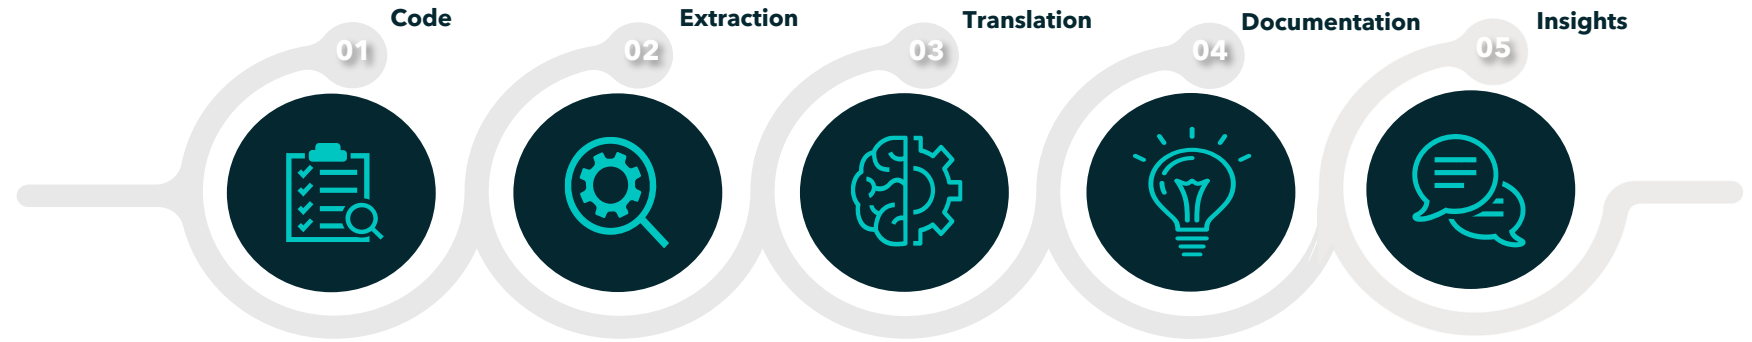 01
Code
02
Extraction
03
Translation
04
Documentation
05
Insights